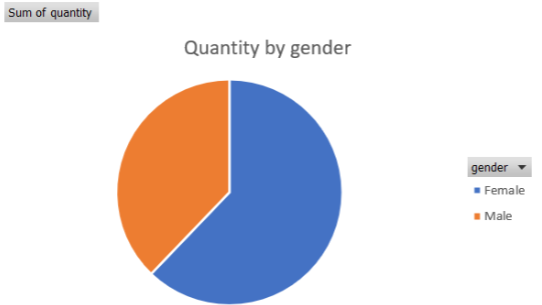 Sum of quantity
Quantity by gender
gender
Female
Male